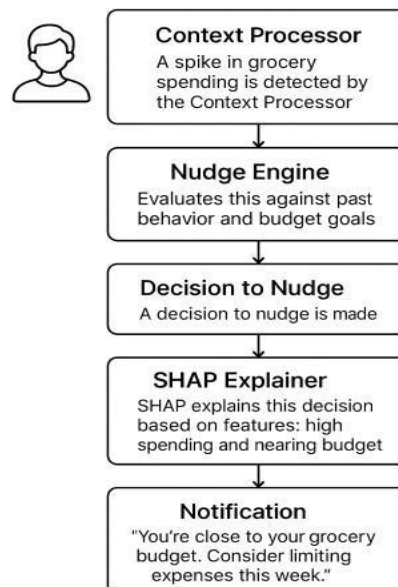 Context Processor
A spike in grocery
spending is detected by
the Context Processor
Nudge Engine
Evaluates this against past
behavior and budget goals
Decision to Nudge
A decision to nudge is made
SHAP Explainer
SHAP explains this decision
based on features: high
spending and nearing budget
Notification
"You're close to your grocery
budget. Consider limiting
expenses this week."